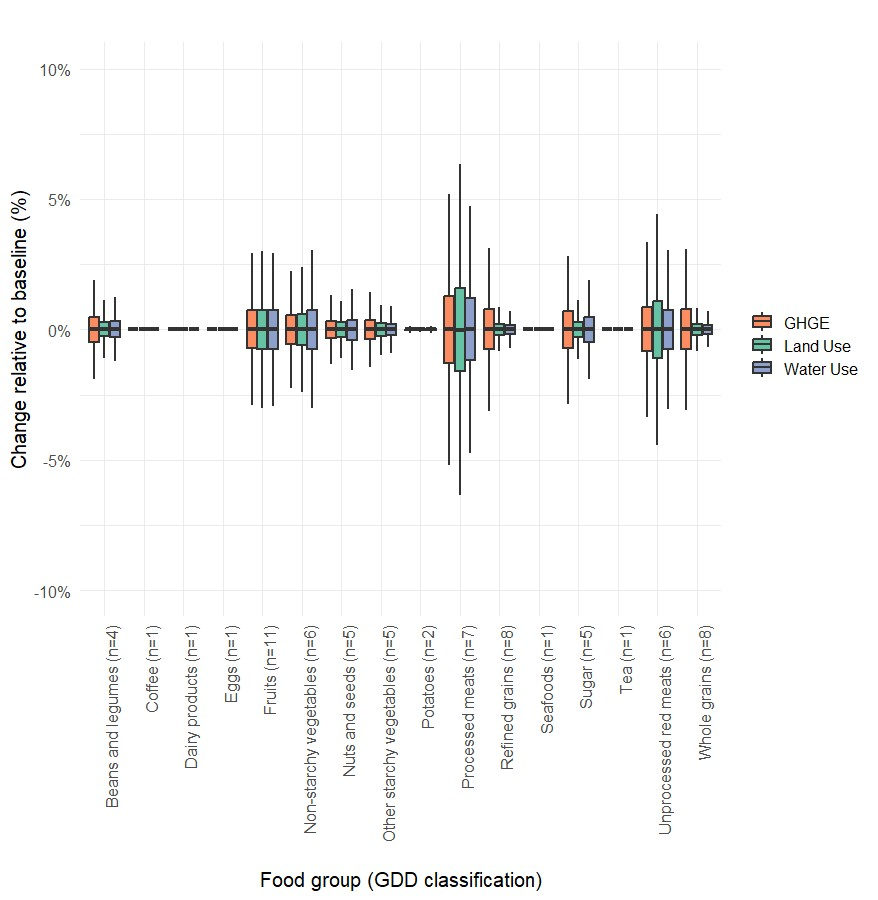 10%
5%
0%
-5%
-10%
Change relative to baseline (%)
GHGE
Land Use
Water Use
Beans and legumes (n=4)
Coffee (n=1)
Dairy products (n=1)
Eggs (n=1)
Fruits (n=11)
Non-starchy vegetables (n=6)
Nuts and seeds (n=5)
Other starchy vegetables (n=5)
Potatoes (n=2)
Processed meats (n=7)
Refined grains (n=8)
Seafoods (n=1)
Sugar (n=5)
Tea (n=1)
Unprocessed red meats (n=6)
Whole grains (n=8)
Food group (GDD classification)